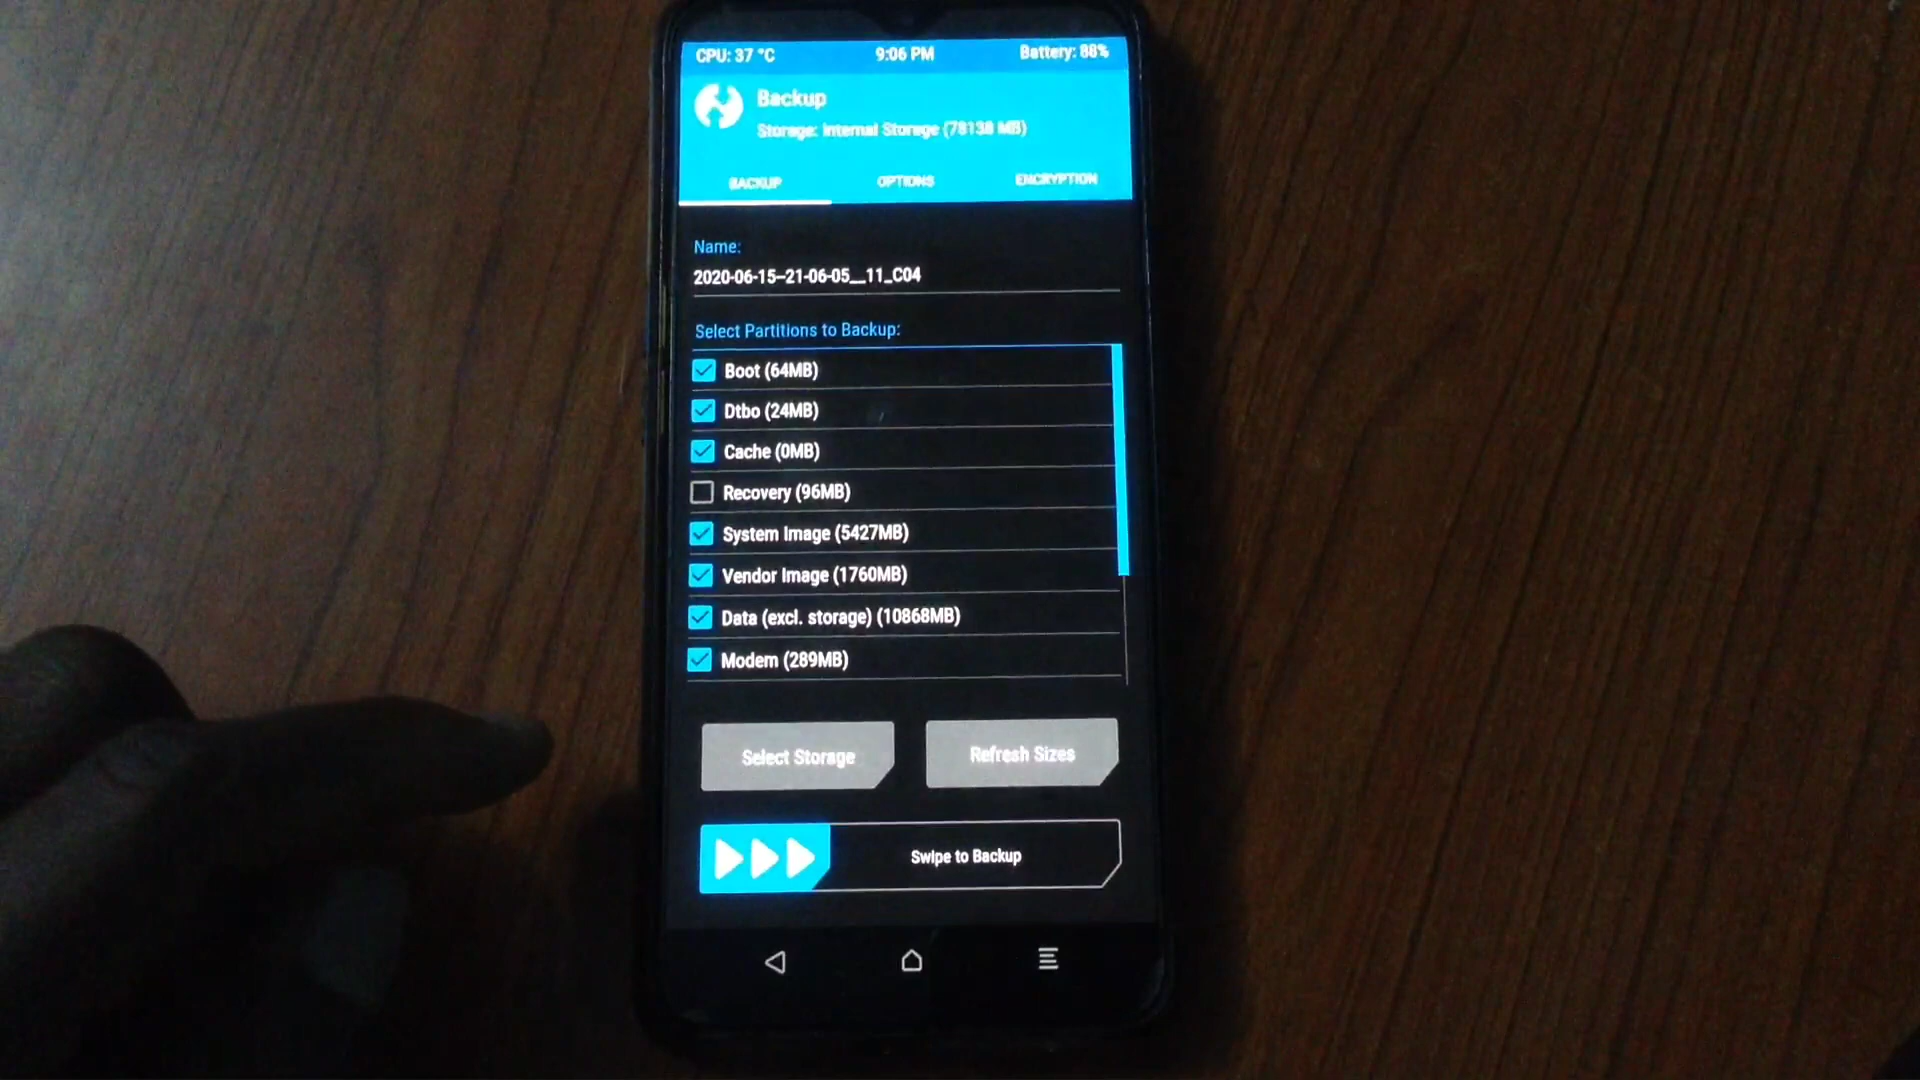 CPU: 37 °C 9:06 PM Battery: 88%
Backup
Storage: Internal Storage (78138 MB)
BACKUP OPTIONS ENCRYPTION
Name:
2020-06-15--21-06-05__11_C04
Select Partitions to Backup:
Boot (64MB)
Dtbo (24MB)
Cache (0MB)
Recovery (96MB)
System Image (5427MB)
Vendor Image (1760MB)
Data (excl. storage) (10868MB)
Modem (289MB)
Select Storage Refresh Sizes
Swipe to Backup